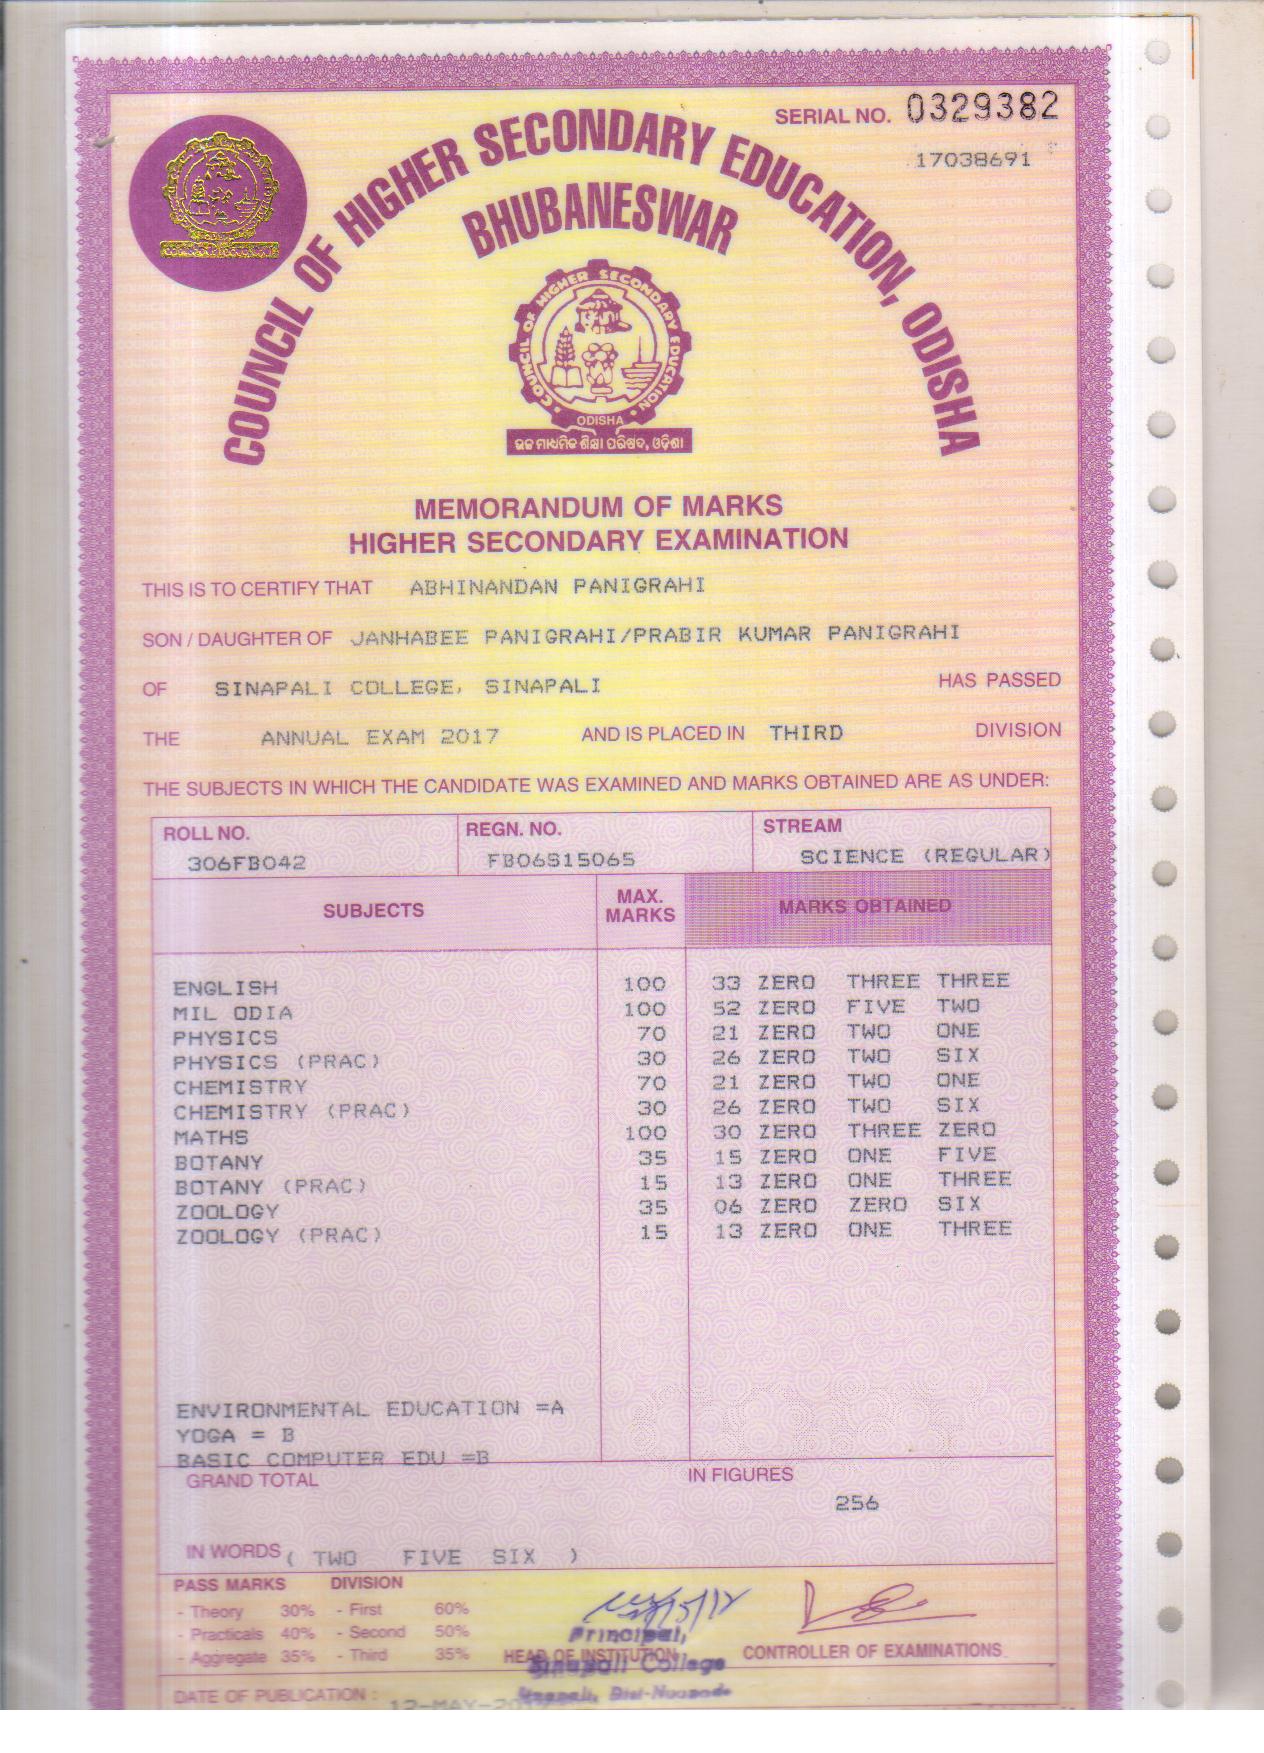 SERIAL NO. 0329382
17038691
COUNCIL OF HIGHER SECONDARY EDUCATION, ODISHA
BHUBANESWAR
COUNCIL OF HIGHER SECONDARY EDUCATION
ODISHA
ଉଚ୍ଚ ମାଧ୍ୟମିକ ଶିକ୍ଷା ପରିଷଦ, ଓଡ଼ିଶା
MEMORANDUM OF MARKS
HIGHER SECONDARY EXAMINATION
THIS IS TO CERTIFY THAT ABHINANDAN PANIGRAHI
SON / DAUGHTER OF JANHABEE PANIGRAHI/PRABIR KUMAR PANIGRAHI
OF SINAPALI COLLEGE, SINAPALI HAS PASSED
THE ANNUAL EXAM 2017 AND IS PLACED IN THIRD DIVISION
THE SUBJECTS IN WHICH THE CANDIDATE WAS EXAMINED AND MARKS OBTAINED ARE AS UNDER:
ROLL NO. REGN. NO. STREAM
306FB042 FB06S15065 SCIENCE (REGULAR)
SUBJECTS MAX. MARKS MARKS OBTAINED
ENGLISH 100 33 ZERO THREE THREE
MIL ODIA 100 52 ZERO FIVE TWO
PHYSICS 70 21 ZERO TWO ONE
PHYSICS (PRAC) 30 26 ZERO TWO SIX
CHEMISTRY 70 21 ZERO TWO ONE
CHEMISTRY (PRAC) 30 26 ZERO TWO SIX
MATHS 100 30 ZERO THREE ZERO
BOTANY 35 15 ZERO ONE FIVE
BOTANY (PRAC) 15 13 ZERO ONE THREE
ZOOLOGY 35 06 ZERO ZERO SIX
ZOOLOGY (PRAC) 15 13 ZERO ONE THREE
ENVIRONMENTAL EDUCATION =A
YOGA = B
BASIC COMPUTER EDU =B
GRAND TOTAL IN FIGURES
256
IN WORDS ( TWO FIVE SIX )
PASS MARKS DIVISION
- Theory 30% - First 60%
- Practicals 40% - Second 50%
- Aggregate 35% - Third 35%
Principal,
HEAD OF INSTITUTION CONTROLLER OF EXAMINATIONS
Sinapali College
Sinapali, Dist-Nuapada
DATE OF PUBLICATION : 12-MAY-